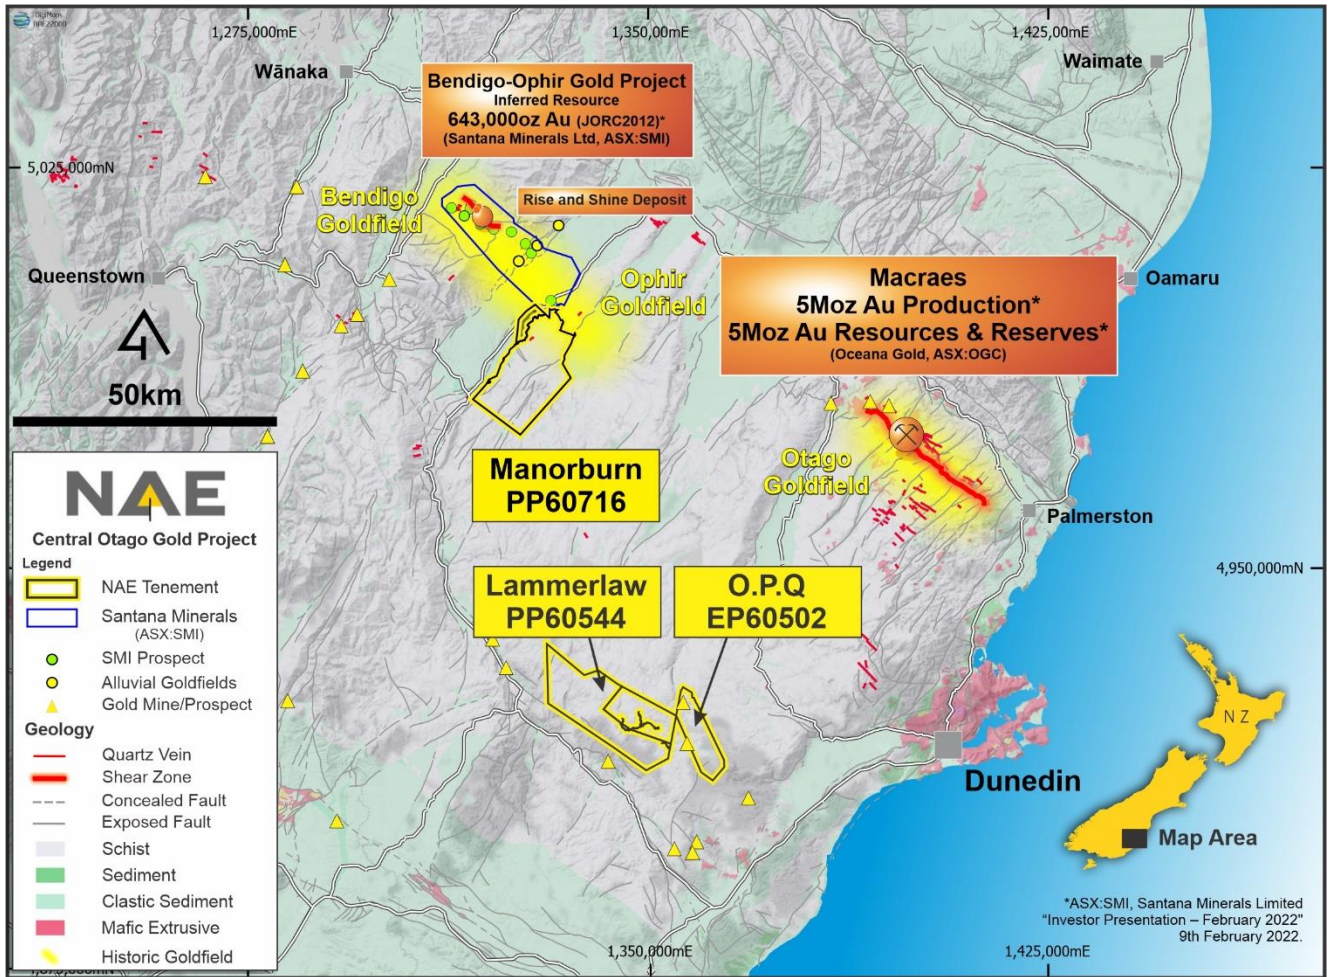 1,275,000mE
1,350,00mE
1,425,00mE
Wānaka
Waimate
Bendigo-Ophir Gold Project
Inferred Resource
643,000oz Au (JORC2012)*
(Santana Minerals Ltd, ASX:SMI)
5,025,000mN
Bendigo
Goldfield
Rise and Shine Deposit
Queenstown
Ophir
Goldfield
Macraes
5Moz Au Production*
5Moz Au Resources & Reserves*
(Oceana Gold, ASX:OGC)
Oamaru
50km
Manorburn
PP60716
Otago
Goldfield
Palmerston
NAE
Central Otago Gold Project
Legend
NAE Tenement
Santana Minerals
(ASX:SMI)
SMI Prospect
Alluvial Goldfields
Gold Mine/Prospect
Geology
Quartz Vein
Shear Zone
Concealed Fault
Exposed Fault
Schist
Sediment
Clastic Sediment
Mafic Extrusive
Historic Goldfield
Lammerlaw
PP60544
O.P.Q
EP60502
4,950,000mN
Dunedin
N Z
Map Area
*ASX:SMI, Santana Minerals Limited
"Investor Presentation – February 2022"
9th February 2022.
1,350,00mE
1,425,00mE